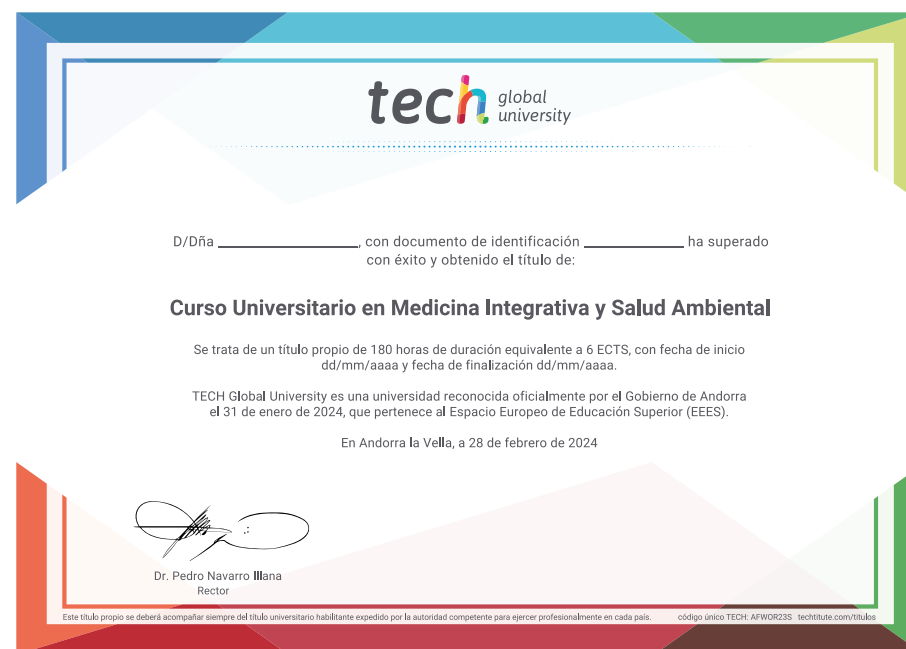 tech global university
D/Dña , con documento de identificación ha superado
con éxito y obtenido el título de:
Curso Universitario en Medicina Integrativa y Salud Ambiental
Se trata de un título propio de 180 horas de duración equivalente a 6 ECTS, con fecha de inicio
dd/mm/aaaa y fecha de finalización dd/mm/aaaa.
TECH Global University es una universidad reconocida oficialmente por el Gobierno de Andorra
el 31 de enero de 2024, que pertenece al Espacio Europeo de Educación Superior (EEES).
En Andorra la Vella, a 28 de febrero de 2024
Dr. Pedro Navarro Illana
Rector
Este título propio se deberá acompañar siempre del título universitario habilitante expedido por la autoridad competente para ejercer profesionalmente en cada país. código único TECH: AFWOR23S techtitute.com/titulos